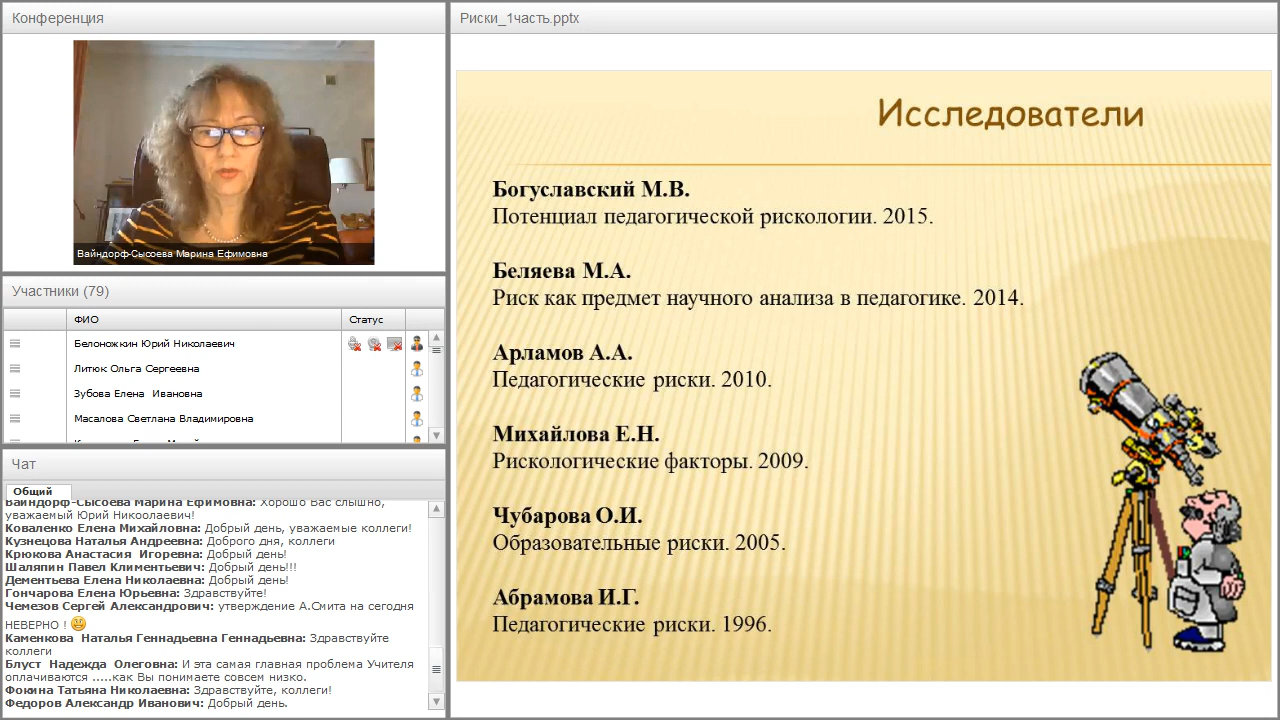 Конференция
Вайндорф-Сысоева Марина Ефимовна
Участники (79)
ФИО
Статус
Белоножкин Юрий Николаевич
Литюк Ольга Сергеевна
Зубова Елена  Ивановна
Масалова Светлана Владимировна
Чат
Общий
Вайндорф-Сысоева Марина Ефимовна: Хорошо Вас слышно,
уважаемый Юрий Никоолаевич!
Коваленко Елена Михайловна: Добрый день, уважаемые коллеги!
Кузнецова Наталья Андреевна: Доброго дня, коллеги
Крюкова Анастасия  Игоревна: Добрый день!
Шаляпин Павел Климентьевич: Добрый день!!!
Дементьева Елена Николаевна: Добрый день!
Гончарова Елена Юрьевна: Здравствуйте!
Чемезов Сергей Александрович: утверждение А.Смита на сегодня
НЕВЕРНО !
Каменкова  Наталья Геннадьевна Геннадьевна: Здравствуйте
коллеги
Блуст  Надежда  Олеговна: И эта самая главная проблема Учителя
оплачиваются .....как Вы понимаете совсем низко.
Фокина Татьяна Николаевна: Здравствуйте, коллеги!
Федоров Александр Иванович: Добрый день.
Риски_1часть.pptx
Исследователи
Богуславский М.В.
Потенциал педагогической рискологии. 2015.
Беляева М.А.
Риск как предмет научного анализа в педагогике. 2014.
Арламов А.А.
Педагогические риски. 2010.
Михайлова Е.Н.
Рискологические факторы. 2009.
Чубарова О.И.
Образовательные риски. 2005.
Абрамова И.Г.
Педагогические риски. 1996.